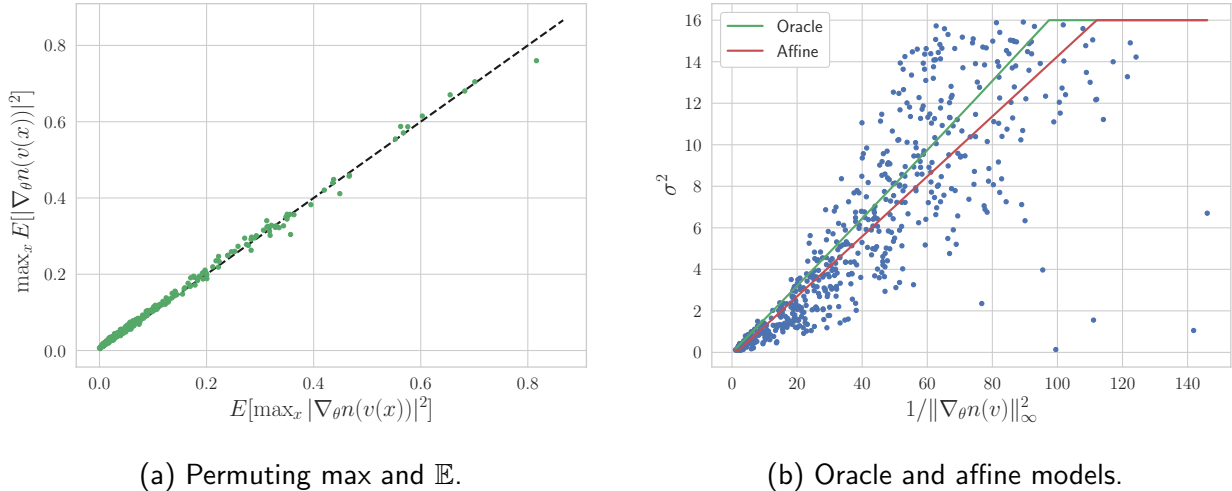 max_x E[|∇_θ n(v(x))|^2]
0.8
0.6
0.4
0.2
0.0
0.0 0.2 0.4 0.6 0.8
E[max_x |∇_θ n(v(x))|^2]
(a) Permuting max and 𝔼.
σ^2
16
14
12
10
8
6
4
2
0
Oracle
Affine
0 20 40 60 80 100 120 140
1/‖∇_θ n(v)‖^2_∞
(b) Oracle and affine models.